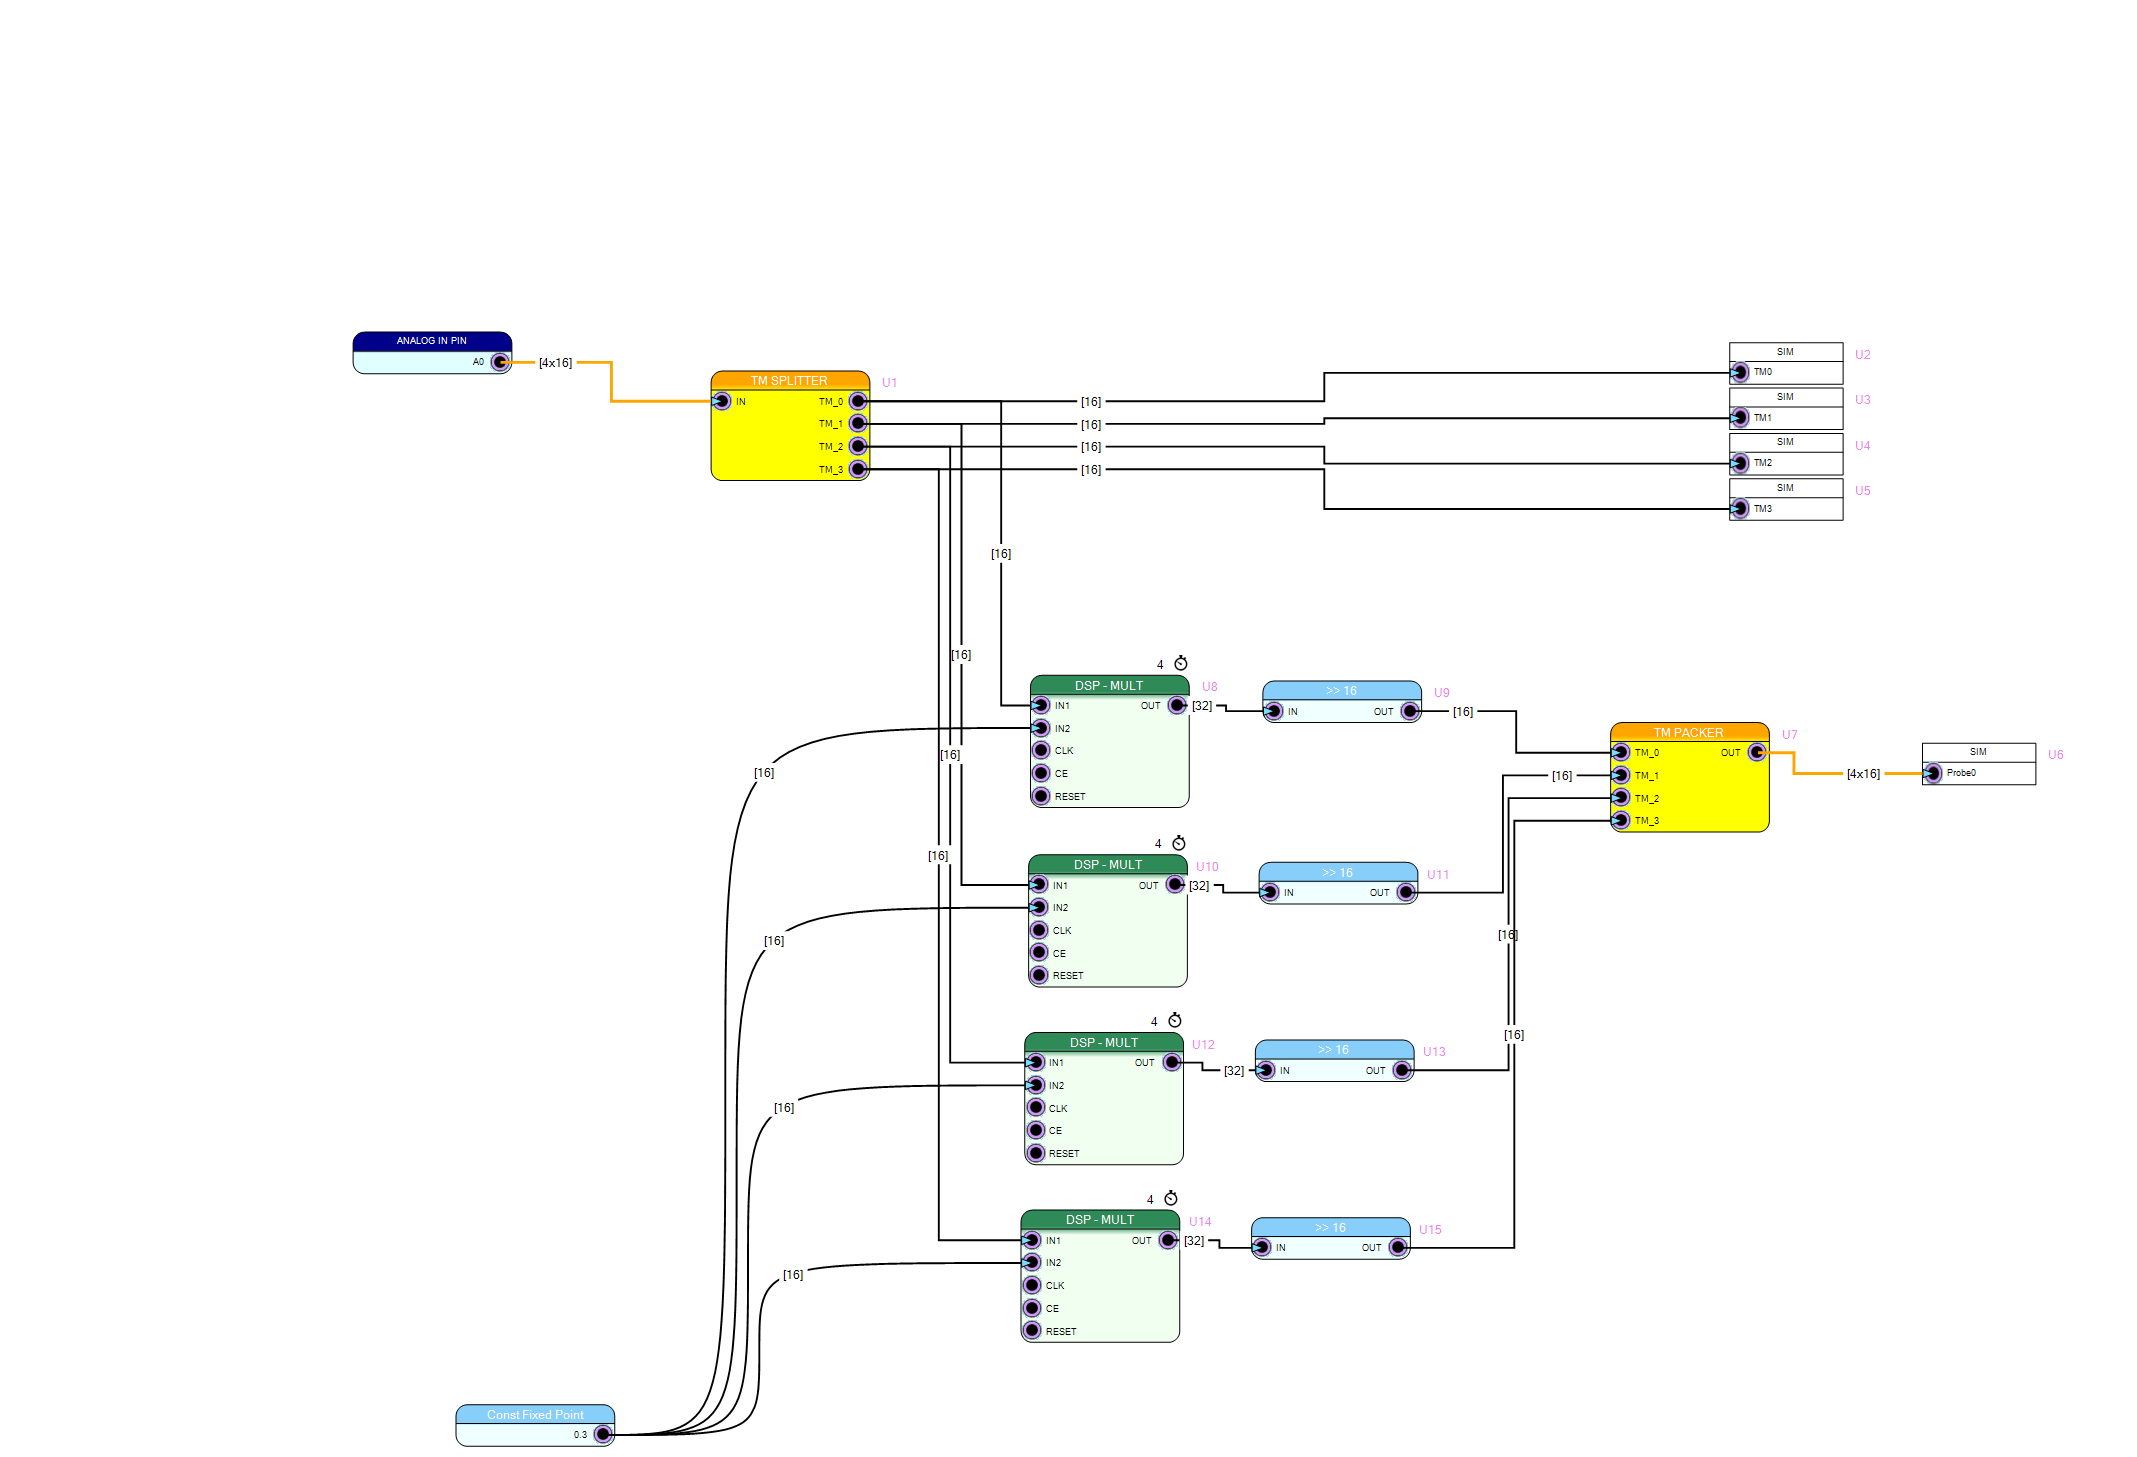 ANALOG IN PIN
A0
[4x16]
TM SPLITTER
U1
IN
TM_0
TM_1
TM_2
TM_3
[16]
[16]
[16]
[16]
SIM
U2
TM0
SIM
U3
TM1
SIM
U4
TM2
SIM
U5
TM3
[16]
[16]
[16]
[16]
4
DSP - MULT
U8
IN1
OUT
IN2
CLK
CE
RESET
[32]
>> 16
U9
IN
OUT
[16]
TM PACKER
U7
TM_0
OUT
TM_1
TM_2
TM_3
[16]
[4x16]
SIM
U6
Probe0
[16]
4
DSP - MULT
U10
IN1
OUT
IN2
CLK
CE
RESET
[32]
>> 16
U11
IN
OUT
[16]
[16]
[16]
4
DSP - MULT
U12
IN1
OUT
IN2
CLK
CE
RESET
[32]
>> 16
U13
IN
OUT
[16]
4
DSP - MULT
U14
IN1
OUT
IN2
CLK
CE
RESET
[32]
>> 16
U15
IN
OUT
[16]
Const Fixed Point
0.3